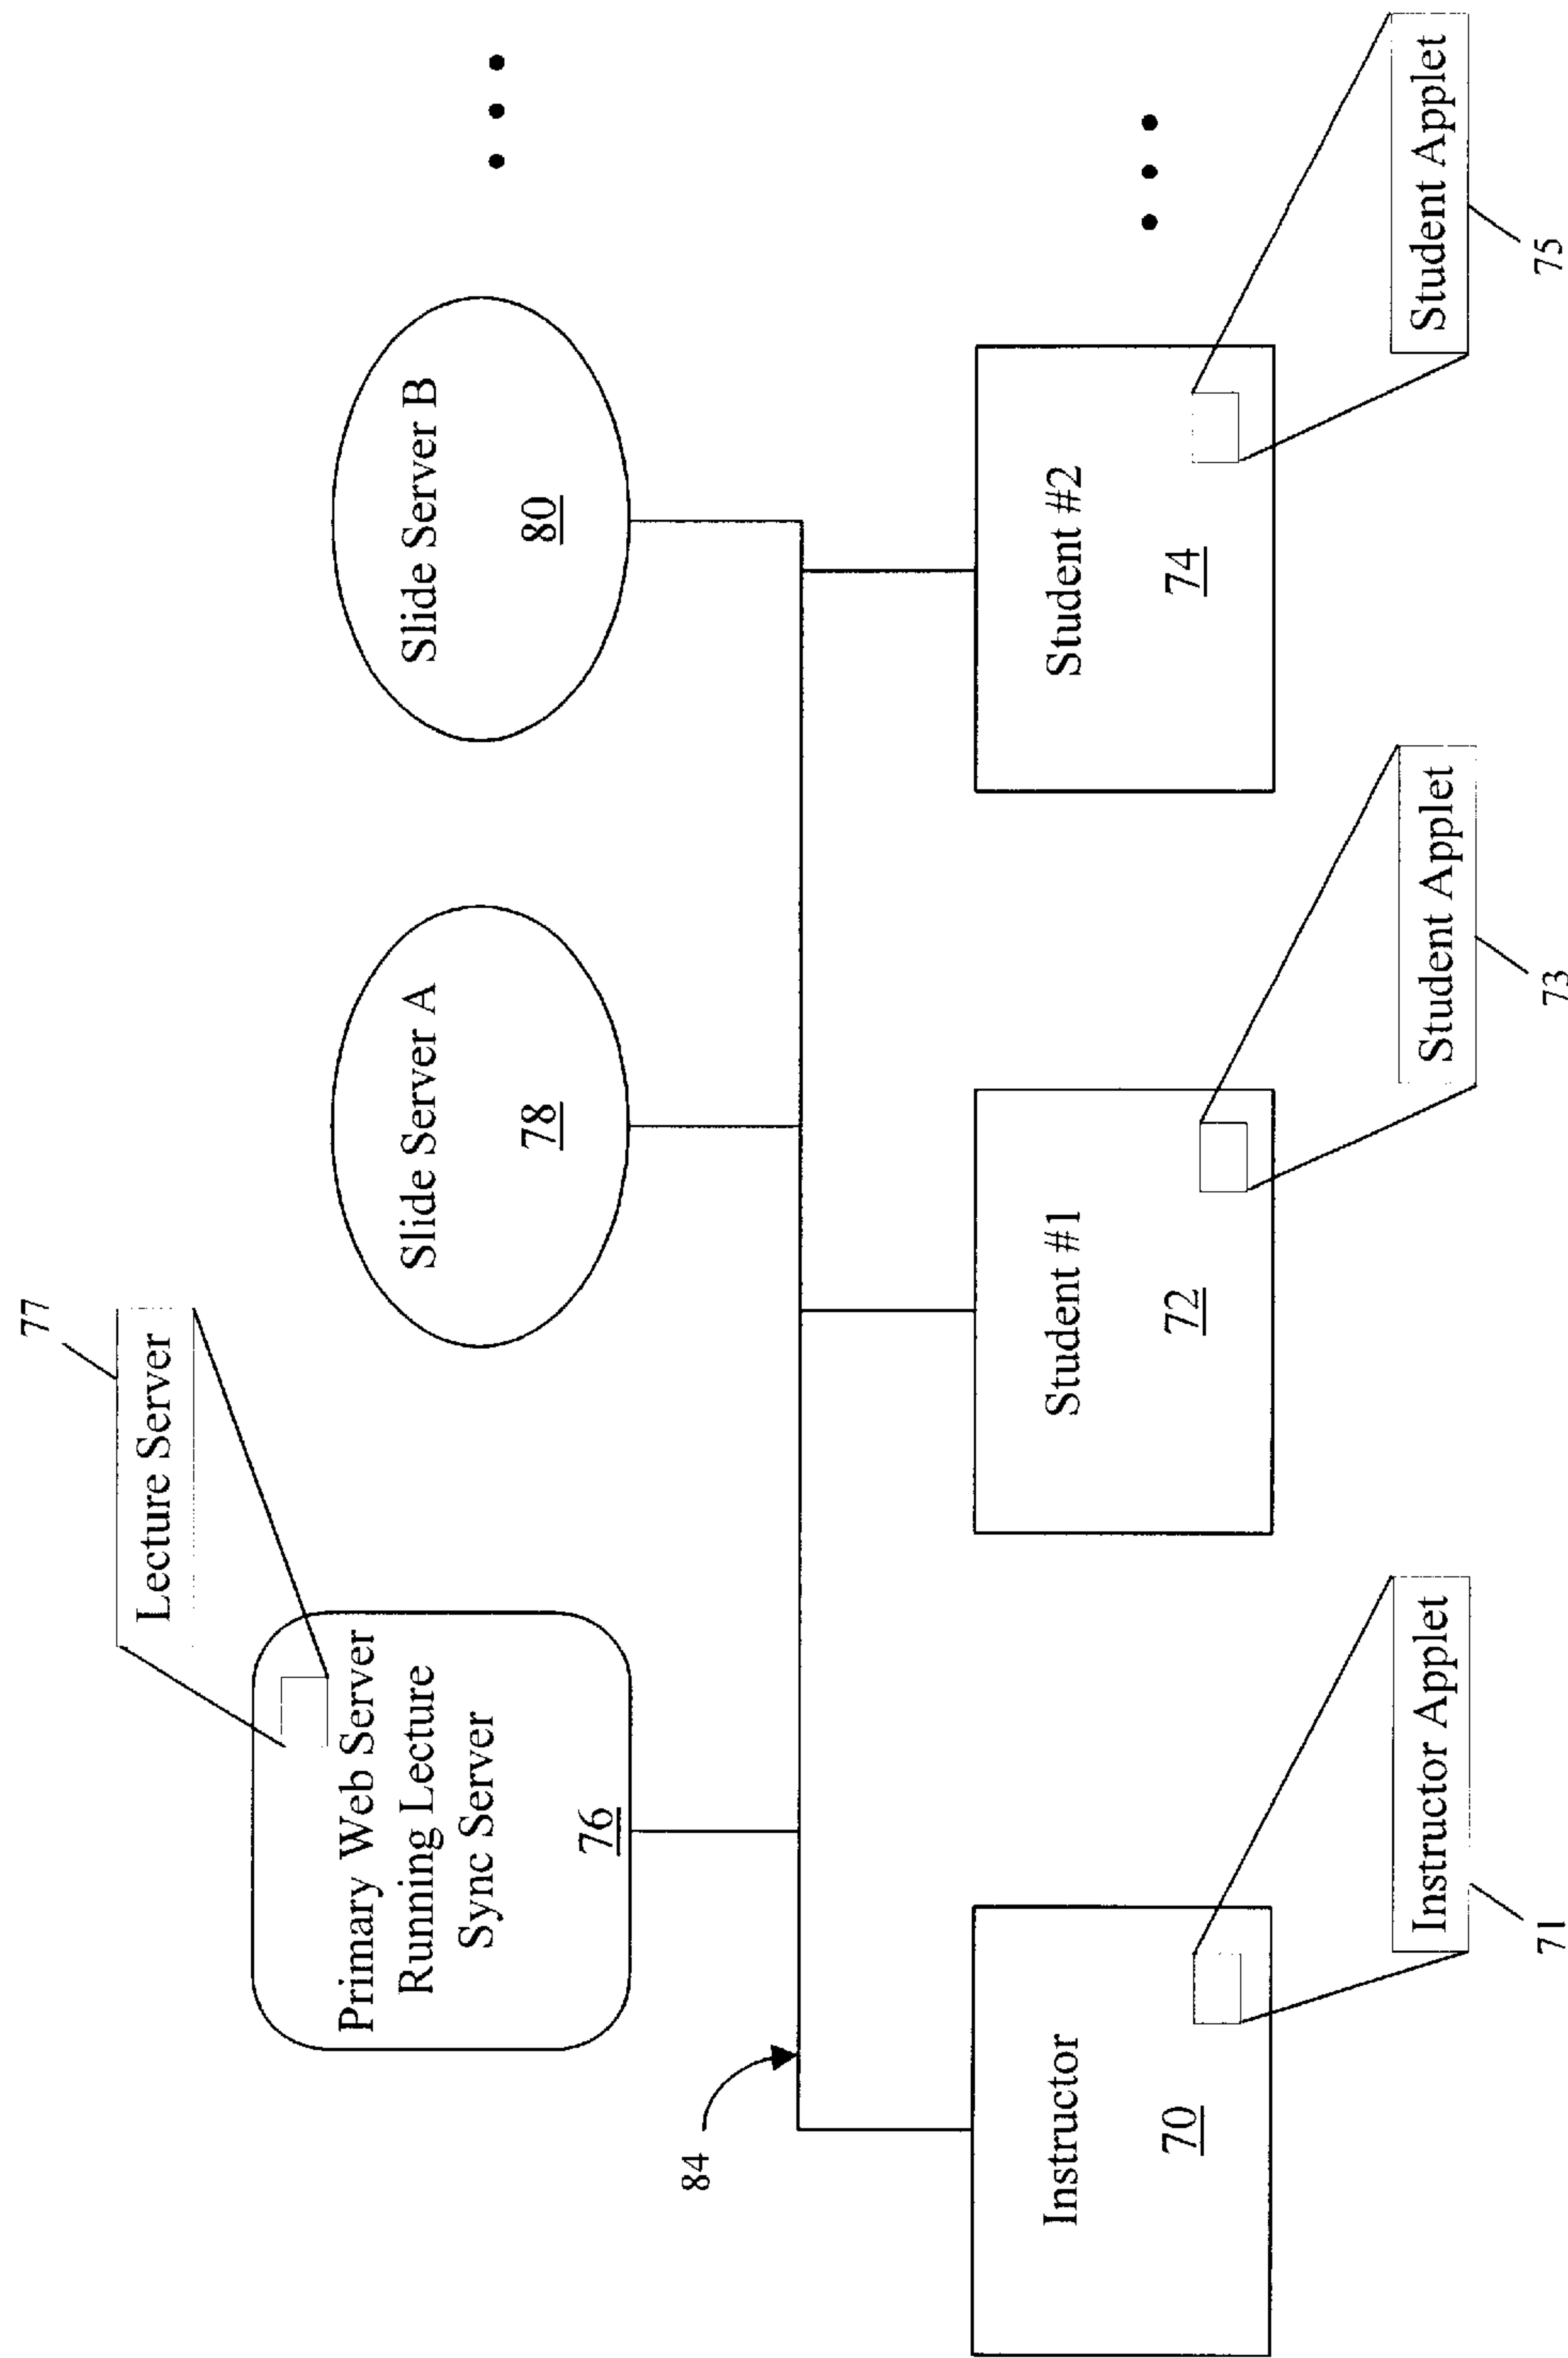 77
Lecture Server
Primary Web Server
Running Lecture
Sync Server
76
Slide Server A
78
Slide Server B
80
84
Instructor
70
Student #1
72
Student #2
74
Instructor Applet
71
Student Applet
73
Student Applet
75